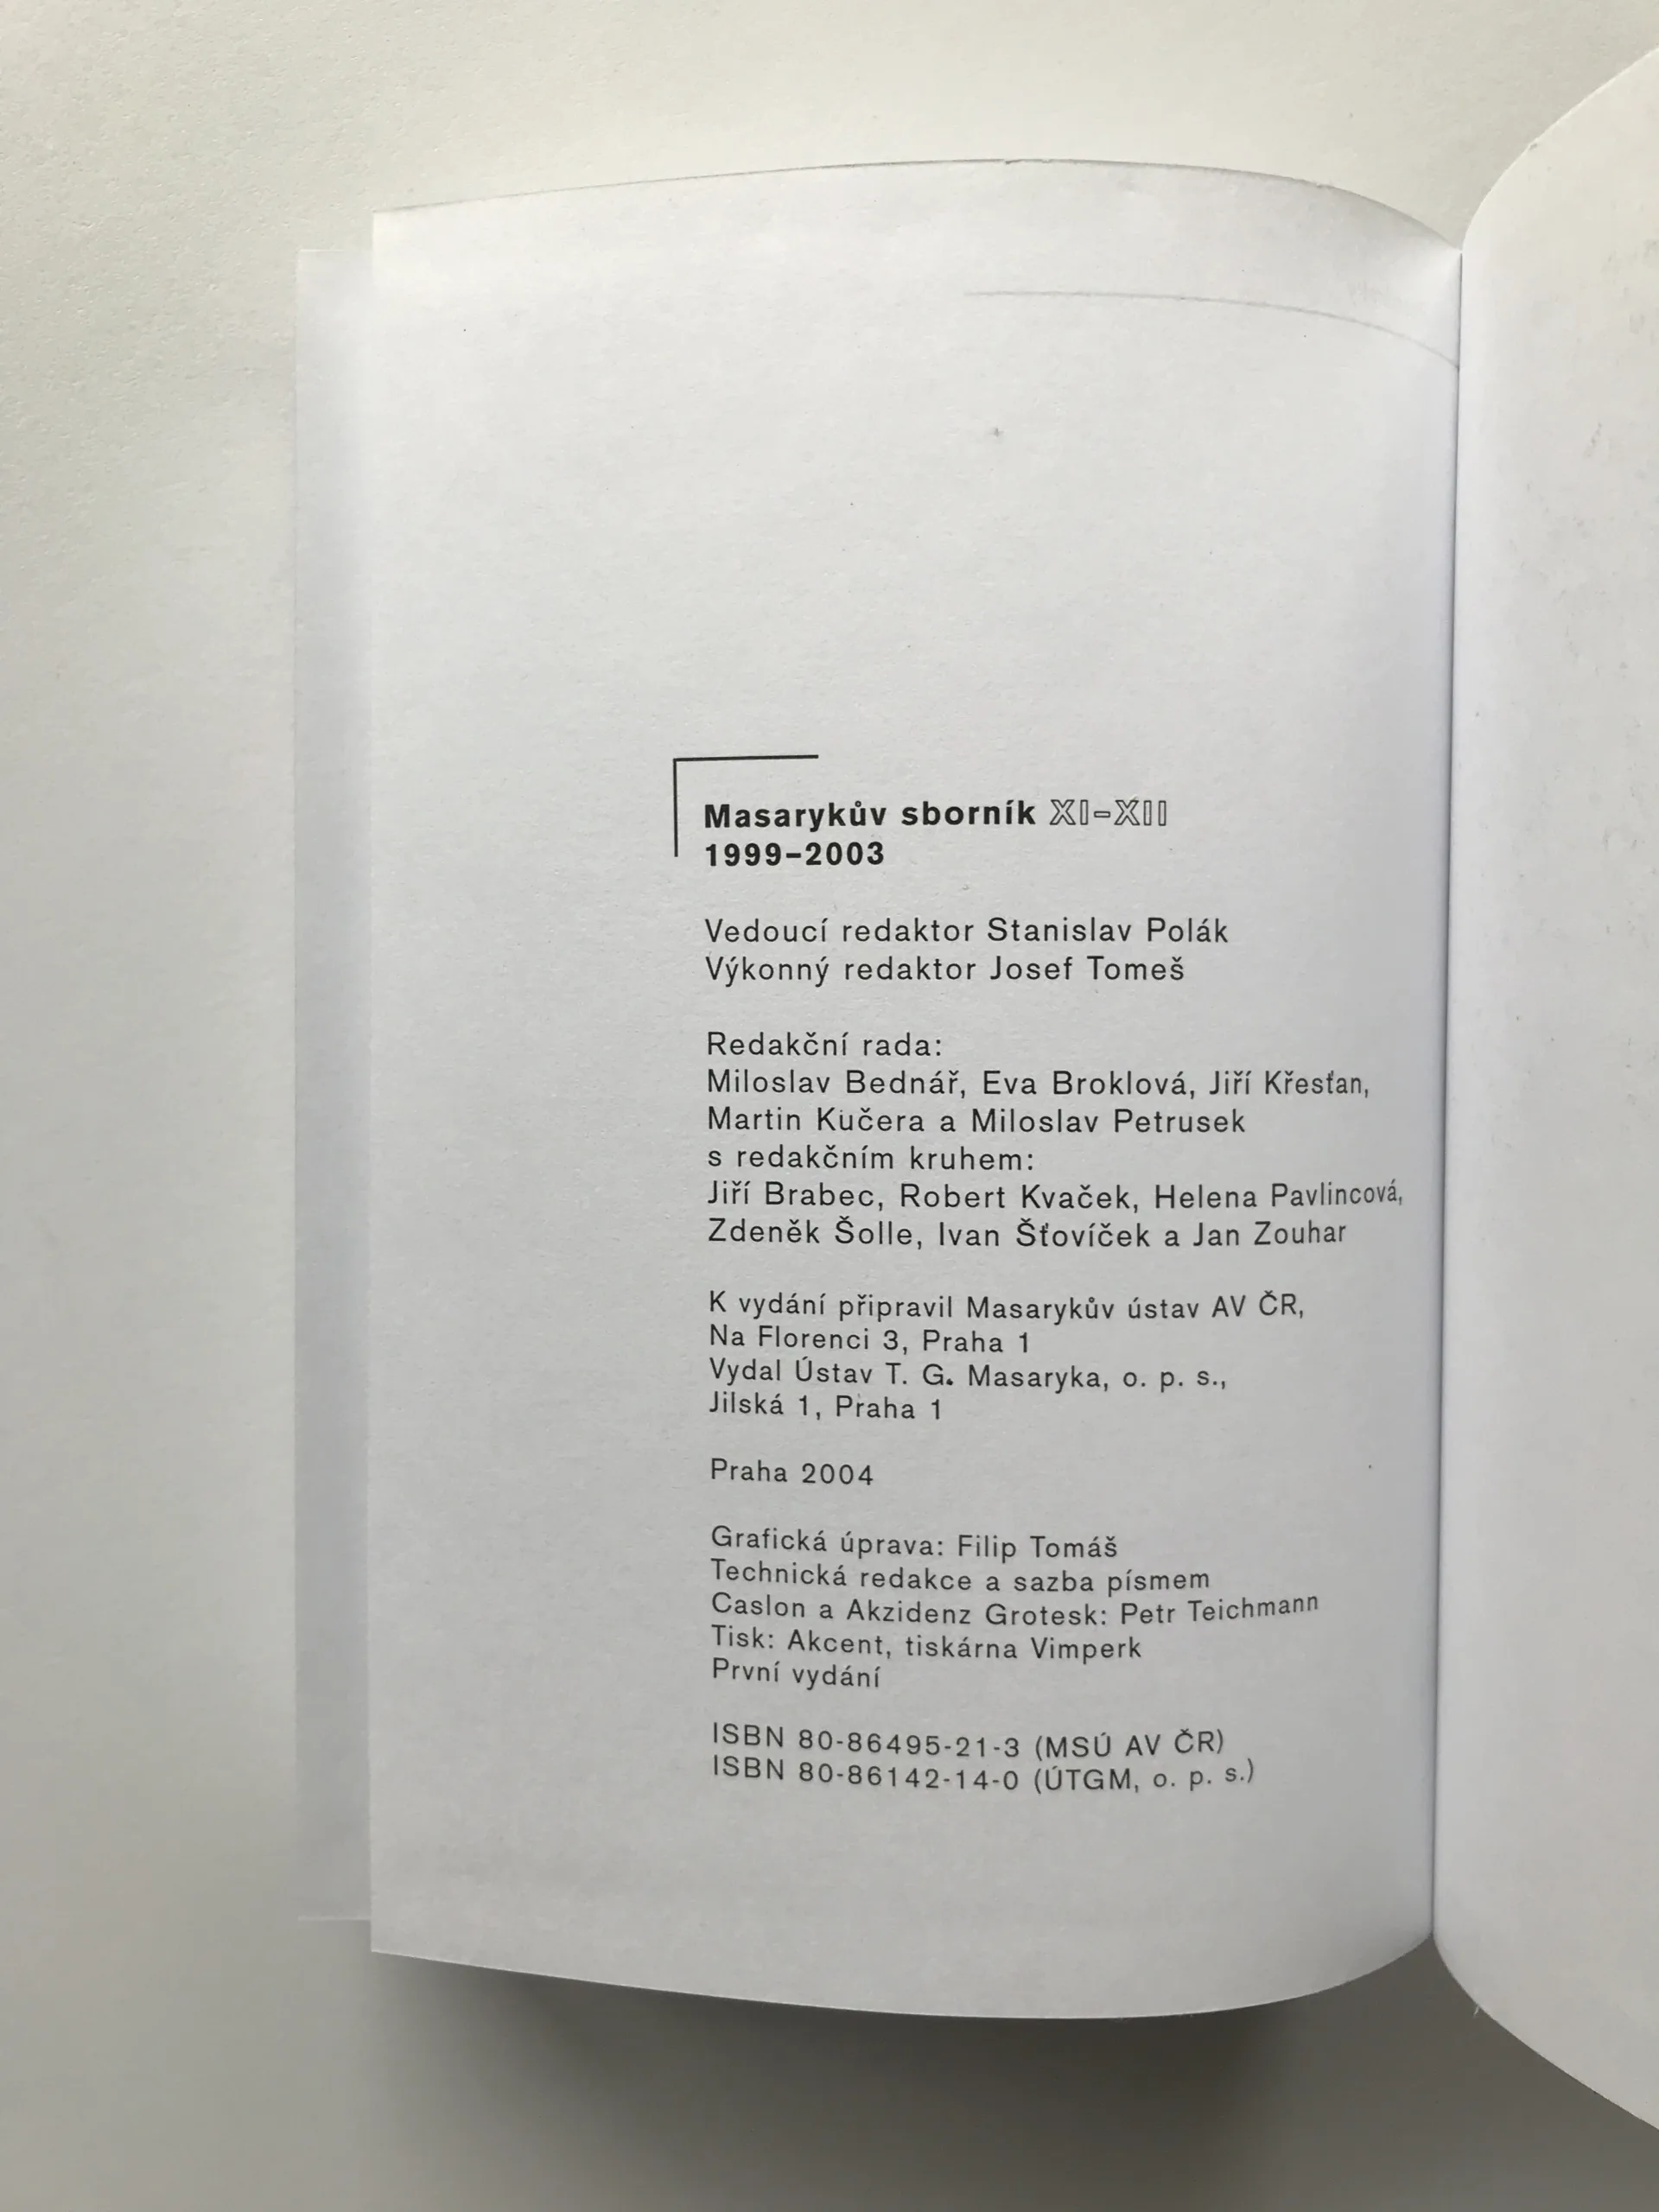 Masarykův sborník XI–XII
1999–2003
Vedoucí redaktor Stanislav Polák
Výkonný redaktor Josef Tomeš
Redakční rada:
Miloslav Bednář, Eva Broklová, Jiří Křesťan,
Martin Kučera a Miloslav Petrusek
s redakčním kruhem:
Jiří Brabec, Robert Kvaček, Helena Pavlincová,
Zdeněk Šolle, Ivan Šťovíček a Jan Zouhar
K vydání připravil Masarykův ústav AV ČR,
Na Florenci 3, Praha 1
Vydal Ústav T. G. Masaryka, o. p. s.,
Jilská 1, Praha 1
Praha 2004
Grafická úprava: Filip Tomáš
Technická redakce a sazba písmem
Caslon a Akzidenz Grotesk: Petr Teichmann
Tisk: Akcent, tiskárna Vimperk
První vydání
ISBN 80-86495-21-3 (MSÚ AV ČR)
ISBN 80-86142-14-0 (ÚTGM, o. p. s.)